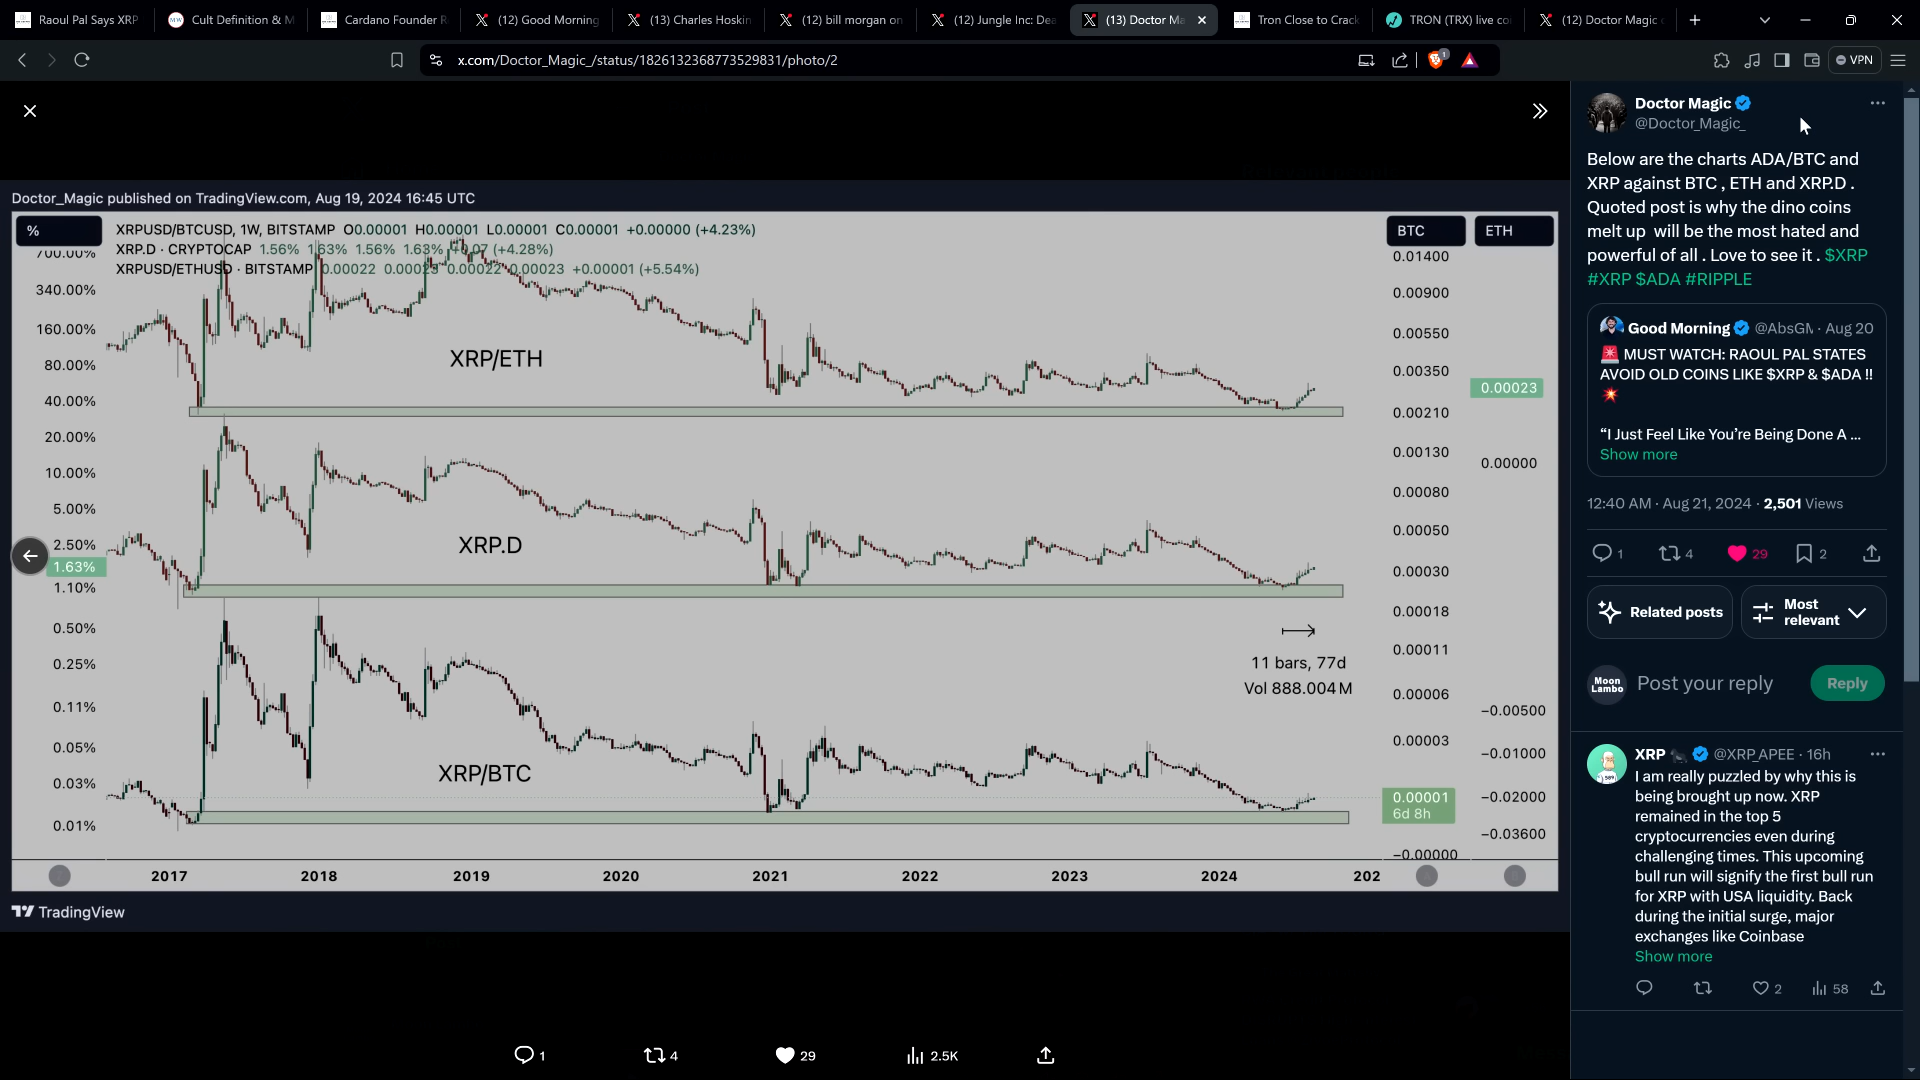 Raoul Pal Says XRP
Cult Definition & M
Cardano Founder R
(12) Good Morning
(13) Charles Hoskin
(12) bill morgan on
(12) Jungle Inc: Dea
(13) Doctor Ma
Tron Close to Crack
TRON (TRX) live co
(12) Doctor Magic
x.com/Doctor_Magic_/status/1826132368773529831/photo/2
1
VPN
Doctor_Magic published on TradingView.com, Aug 19, 2024 16:45 UTC
%
XRPUSD/BTCUSD, 1W, BITSTAMP O0.00001 H0.00001 L0.00001 C0.00001 +0.00000 (+4.23%)
XRP.D · CRYPTOCAP 1.56% 1.63% 1.56% 1.63% +0.07 (+4.28%)
XRPUSD/ETHUSD · BITSTAMP 0.00022 0.00023 0.00022 0.00023 +0.00001 (+5.54%)
BTC
ETH
700.00%
340.00%
160.00%
80.00%
40.00%
20.00%
10.00%
5.00%
2.50%
1.63%
1.10%
0.50%
0.25%
0.11%
0.05%
0.03%
0.01%
XRP/ETH
XRP.D
XRP/BTC
11 bars, 77d
Vol 888.004M
0.01400
0.00900
0.00550
0.00350
0.00210
0.00130
0.00080
0.00050
0.00030
0.00018
0.00011
0.00006
0.00003
0.00001
6d 8h
−0.00000
0.00023
0.00000
−0.00500
−0.01000
−0.02000
−0.03600
2017
2018
2019
2020
2021
2022
2023
2024
202
TradingView
1
4
29
2.5K
Doctor Magic
@Doctor_Magic_
Below are the charts ADA/BTC and
XRP against BTC , ETH and XRP.D .
Quoted post is why the dino coins
melt up will be the most hated and
powerful of all . Love to see it . $XRP
#XRP $ADA #RIPPLE
Good Morning @AbsGM · Aug 20
MUST WATCH: RAOUL PAL STATES
AVOID OLD COINS LIKE $XRP & $ADA !!
“I Just Feel Like You’re Being Done A ...
Show more
12:40 AM · Aug 21, 2024 · 2,501 Views
1
4
29
2
Related posts
Most
relevant
Moon
Lambo
Post your reply
Reply
XRP @XRP_APEE · 16h
I am really puzzled by why this is
being brought up now. XRP
remained in the top 5
cryptocurrencies even during
challenging times. This upcoming
bull run will signify the first bull run
for XRP with USA liquidity. Back
during the initial surge, major
exchanges like Coinbase
Show more
2
58